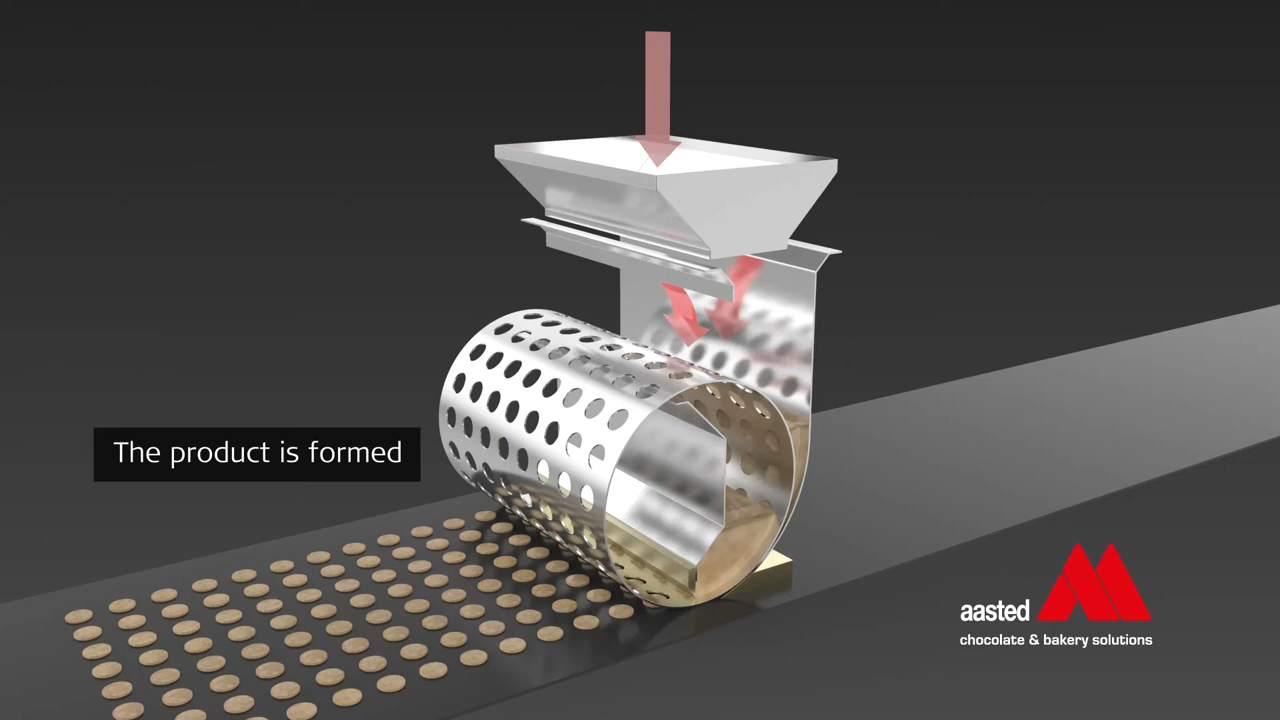 The product is formed
aasted
chocolate & bakery solutions